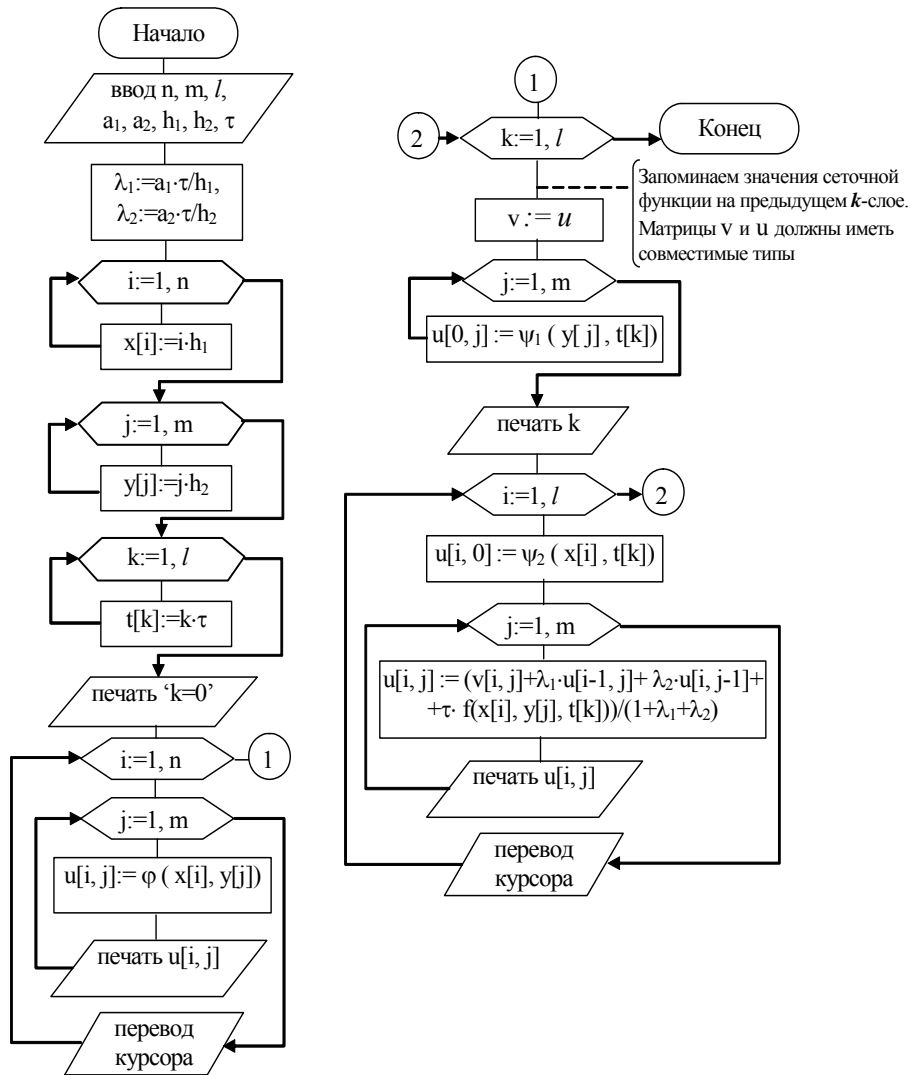 Начало
ввод n, m, l,
a₁, a₂, h₁, h₂, τ
λ₁:=a₁·τ/h₁,
λ₂:=a₂·τ/h₂
i:=1, n
x[i]:=i·h₁
j:=1, m
y[j]:=j·h₂
k:=1, l
t[k]:=k·τ
печать ‘k=0’
i:=1, n
1
j:=1, m
u[i, j]:= φ ( x[i], y[j])
печать u[i, j]
перевод
курсора
1
2
k:=1, l
Конец
Запоминаем значения сеточной
функции на предыдущем k-слое.
Матрицы v и u должны иметь
совместимые типы
v := u
j:=1, m
u[0, j] := ψ₁ ( y[ j] , t[k])
печать k
i:=1, l
2
u[i, 0] := ψ₂ ( x[i] , t[k])
j:=1, m
u[i, j] := (v[i, j]+λ₁·u[i-1, j]+ λ₂·u[i, j-1]+
+τ· f(x[i], y[j], t[k]))/(1+λ₁+λ₂)
печать u[i, j]
перевод
курсора